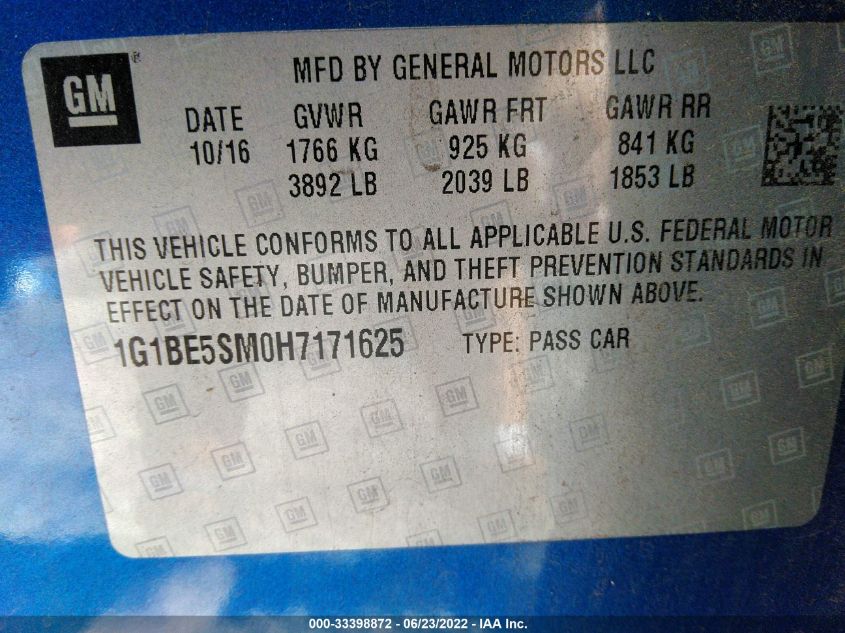 GM
MFD BY GENERAL MOTORS LLC
DATE GVWR GAWR FRT GAWR RR
10/16 1766 KG 925 KG 841 KG
3892 LB 2039 LB 1853 LB
THIS VEHICLE CONFORMS TO ALL APPLICABLE U.S. FEDERAL MOTOR
VEHICLE SAFETY, BUMPER, AND THEFT PREVENTION STANDARDS IN
EFFECT ON THE DATE OF MANUFACTURE SHOWN ABOVE.
1G1BE5SM0H7171625 TYPE: PASS CAR
000-33398872 / 06/23/2022 - IAA Inc.